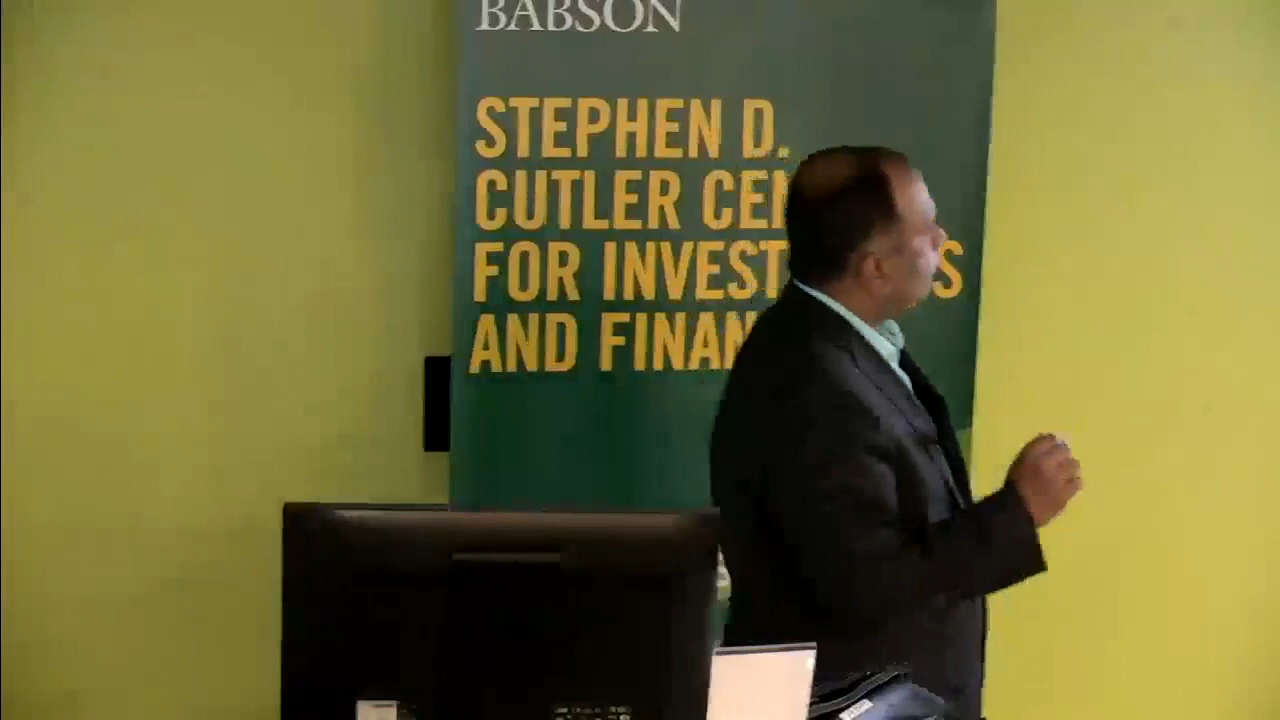 BABSON
STEPHEN D.
CUTLER CEN
FOR INVEST S
AND FINAN